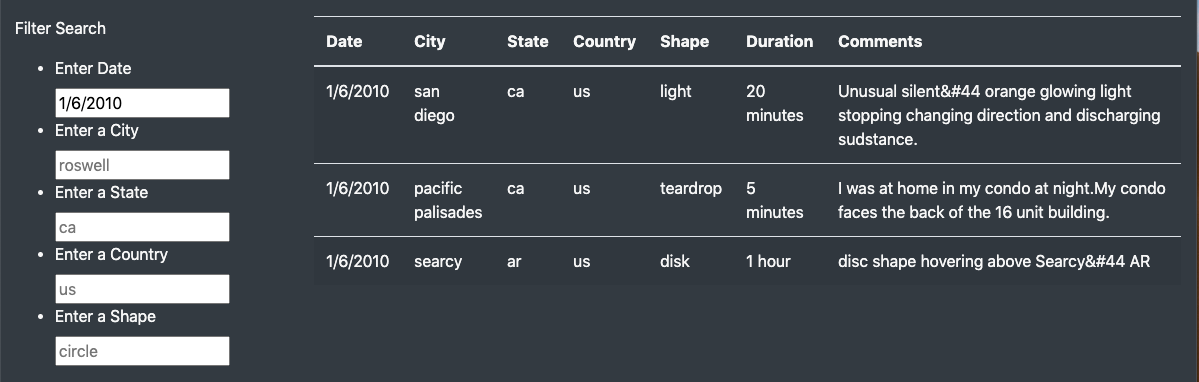 Filter Search
• Enter Date
1/6/2010
• Enter a City
roswell
• Enter a State
ca
• Enter a Country
us
• Enter a Shape
circle
Date City State Country Shape Duration Comments
1/6/2010 san ca us light 20 Unusual silent&#44 orange glowing light
diego minutes stopping changing direction and discharging
sudstance.
1/6/2010 pacific ca us teardrop 5 I was at home in my condo at night.My condo
palisades minutes faces the back of the 16 unit building.
1/6/2010 searcy ar us disk 1 hour disc shape hovering above Searcy&#44 AR